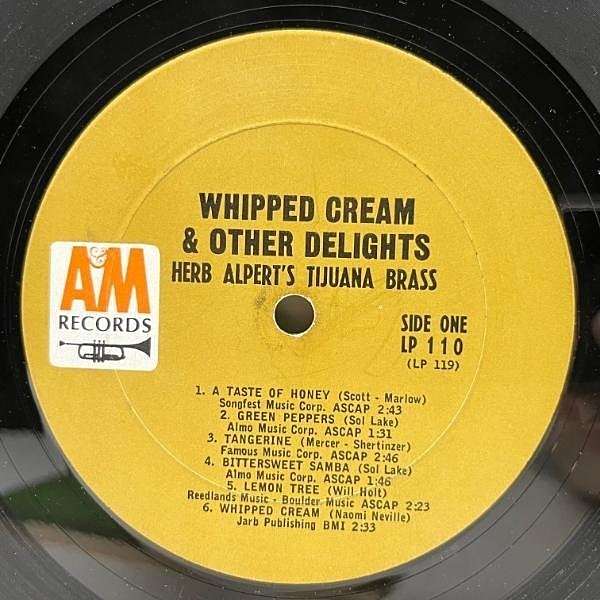 WHIPPED CREAM
& OTHER DELIGHTS
HERB ALPERT'S TIJUANA BRASS
A&M
RECORDS
SIDE ONE
LP 110
(LP 119)
1. A TASTE OF HONEY (Scott - Marlow)
Songfest Music Corp. ASCAP 2:43
2. GREEN PEPPERS (Sol Lake)
Almo Music Corp. ASCAP 1:31
3. TANGERINE (Mercer - Shertinzer)
Famous Music Corp. ASCAP 2:46
4. BITTERSWEET SAMBA (Sol Lake)
Almo Music Corp. ASCAP 1:46
5. LEMON TREE (Will Holt)
Reedlands Music - Boulder Music ASCAP 2:23
6. WHIPPED CREAM (Naomi Neville)
Jarb Publishing BMI 2:33